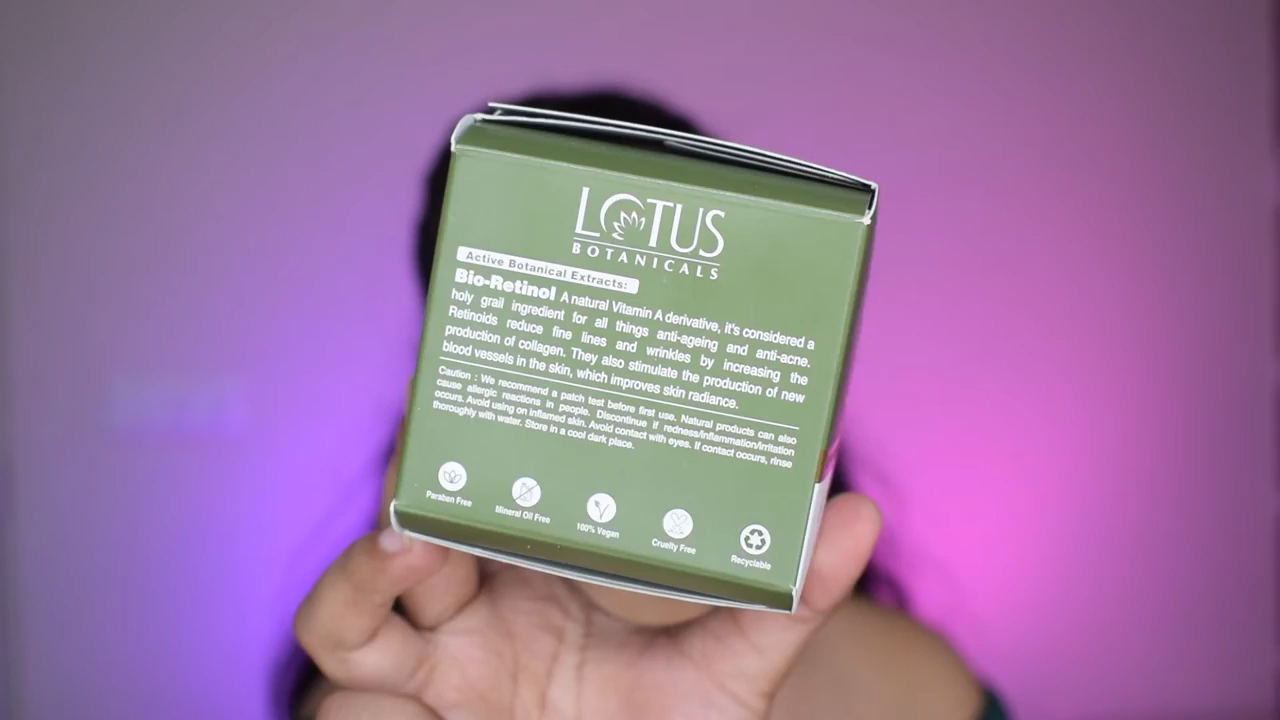 LOTUS
BOTANICALS
Active Botanical Extracts:
Bio-Retinol A natural Vitamin A derivative, it's considered a
holy grail ingredient for all things anti-ageing and anti-acne.
Retinoids reduce fine lines and wrinkles by increasing the
production of collagen. They also stimulate the production of new
blood vessels in the skin, which improves skin radiance.
Caution : We recommend a patch test before first use. Natural products can also
cause allergic reactions in people. Discontinue if redness/inflammation/irritation
occurs. Avoid using on inflamed skin. Avoid contact with eyes. If contact occurs, rinse
thoroughly with water. Store in a cool dark place.
Paraben Free
Mineral Oil Free
100% Vegan
Cruelty Free
Recyclable